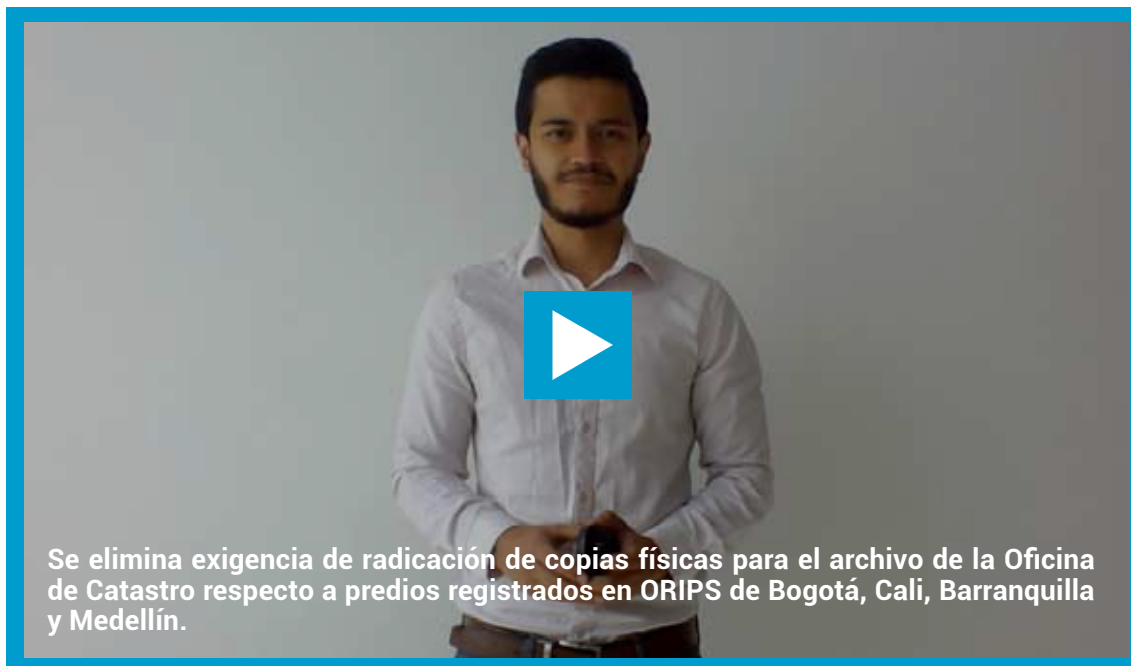 Se elimina exigencia de radicación de copias físicas para el archivo de la Oficina
de Catastro respecto a predios registrados en ORIPS de Bogotá, Cali, Barranquilla
y Medellín.